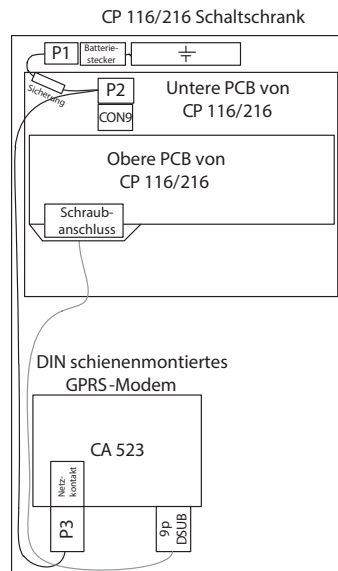 CP 116/216 Schaltschrank
P1
Batterie-
stecker
Sicherung
P2
Untere PCB von
CP 116/216
CON9
Obere PCB von
CP 116/216
Schraub-
anschluss
DIN schienenmontiertes
GPRS-Modem
CA 523
Netz-
kontakt
P3
9p
DSUB